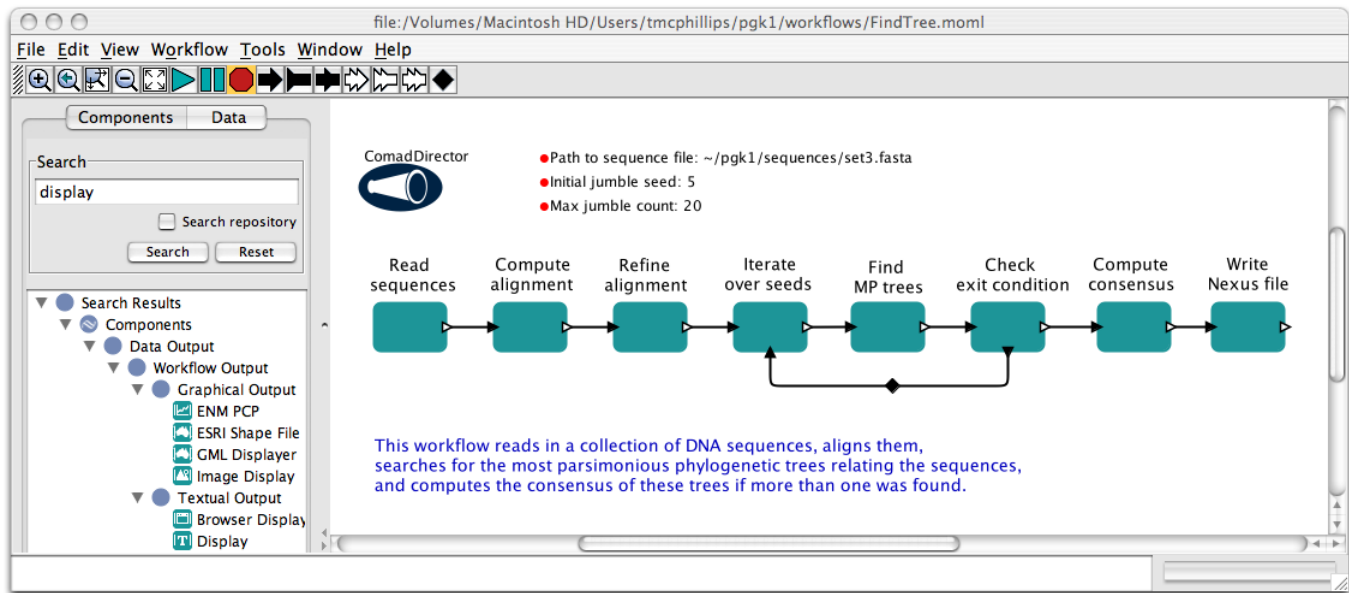 file:/Volumes/Macintosh HD/Users/tmcphillips/pgk1/workflows/FindTree.moml
File Edit View Workflow Tools Window Help
Components Data
Search
display
Search repository
Search Reset
Search Results
Components
Data Output
Workflow Output
Graphical Output
ENM PCP
ESRI Shape File
GML Displayer
Image Display
Textual Output
Browser Display
Display
ComadDirector
Path to sequence file: ~/pgk1/sequences/set3.fasta
Initial jumble seed: 5
Max jumble count: 20
Read
sequences
Compute
alignment
Refine
alignment
Iterate
over seeds
Find
MP trees
Check
exit condition
Compute
consensus
Write
Nexus file
This workflow reads in a collection of DNA sequences, aligns them,
searches for the most parsimonious phylogenetic trees relating the sequences,
and computes the consensus of these trees if more than one was found.